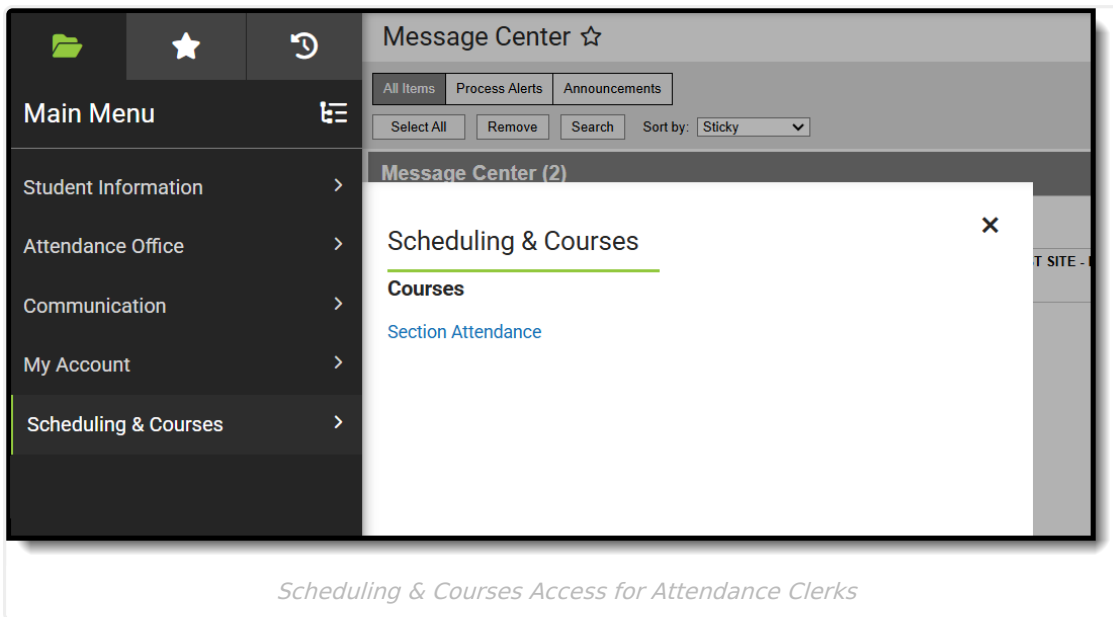 Message Center
All Items Process Alerts Announcements
Main Menu
Select All Remove Search Sort by: Sticky
Message Center (2)
Student Information
Attendance Office
Communication
My Account
Scheduling & Courses
Scheduling & Courses
Courses
Section Attendance
T SITE -
Scheduling & Courses Access for Attendance Clerks